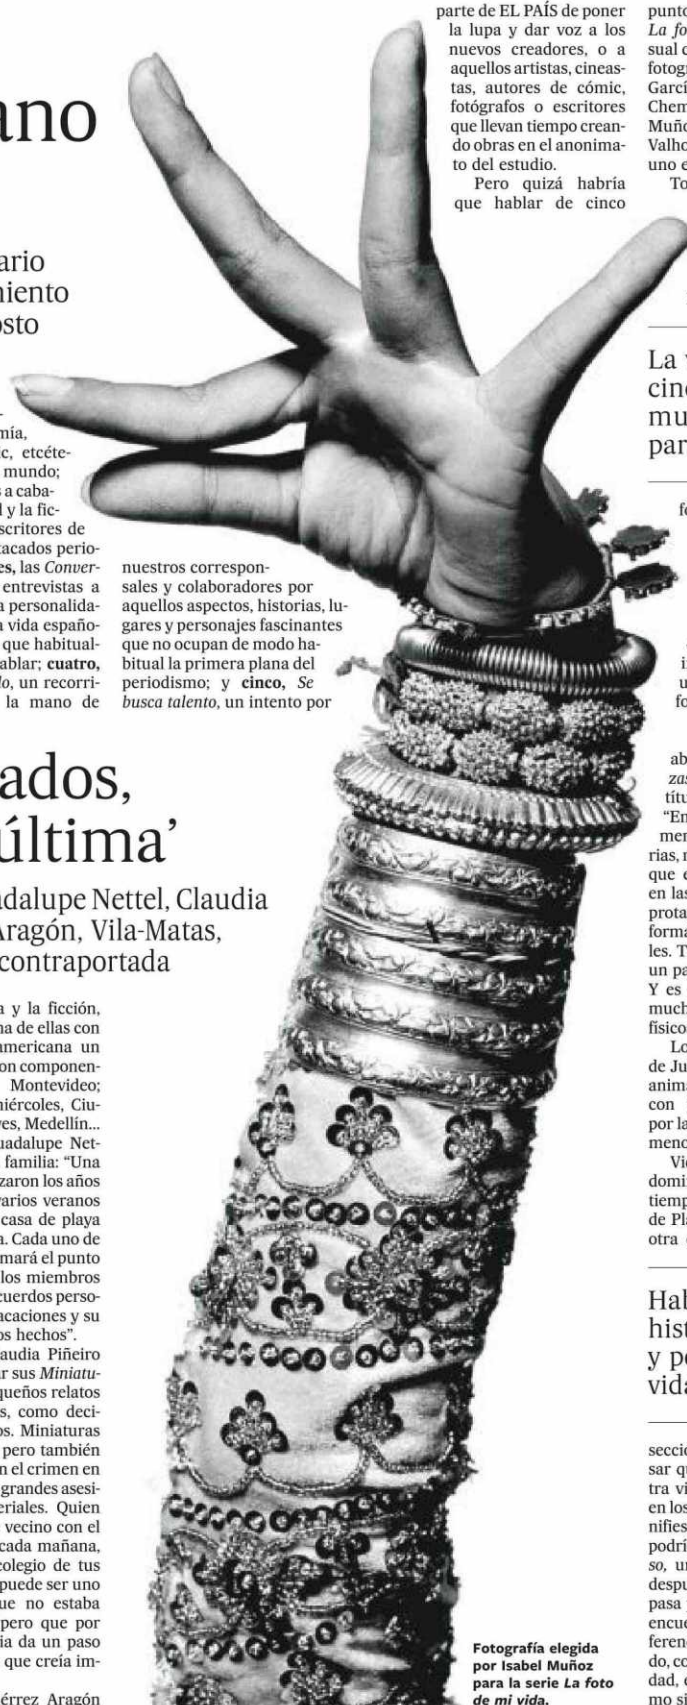 ano
ario
miento
osto
mía,
ic, etcéte-
mundo;
a caba-
l y la fic-
scritores de
tacados perio-
es, las Conver-
entrevistas a
a personalida-
a vida españo-
que habitual-
ablar; cuatro,
lo, un recorri-
la mano de
nuestros correspon-
sales y colaboradores por
aquellos aspectos, historias, lu-
gares y personajes fascinantes
que no ocupan de modo ha-
bitual la primera plana del
periodismo; y cinco, Se
busca talento, un intento por
parte de EL PAÍS de poner
la lupa y dar voz a los
nuevos creadores, o a
aquellos artistas, cineas-
tas, autores de cómic,
fotógrafos o escritores
que llevan tiempo crean-
do obras en el anonima-
to del estudio.
Pero quizá habría
que hablar de cinco
punto
La fo
sual c
fotogr
Garcí
Chem
Muño
Valho
uno e
To
La v
cinc
mu
par
fo
i
u
fo
ab
zas
títu
“En
men
rias, m
que e
en las
prota
forma
les. T
un pa
Y es
much
físico
Lo
de Ju
anima
con
por la
meno
Vie
domi
tiemp
de Pla
otra
Hab
hist
y pe
vida
secció
sar qu
tra vi
en los
nifies
podrí
so, un
despu
pasa
encue
feren
do, co
dad, e
mo si
ados,
última’
adalupe Nettel, Claudia
Aragón, Vila-Matas,
contraportada
a y la ficción,
na de ellas con
americana un
on componen-
Montevideo;
miércoles, Ciu-
ves, Medellín...
uadalupe Net-
familia: “Una
zaron los años
varios veranos
casa de playa
a. Cada uno de
mará el punto
los miembros
cuerdos perso-
acaciones y su
os hechos”.
audia Piñeiro
r sus Miniatu-
queños relatos
s, como deci-
os. Miniaturas
pero también
n el crimen en
grandes asesi-
eriales. Quien
vecino con el
cada mañana,
colegio de tus
puede ser uno
ue no estaba
pero que por
ia da un paso
que creía im-
iérrez Aragón
Fotografía elegida
por Isabel Muñoz
para la serie La foto
de mi vida.